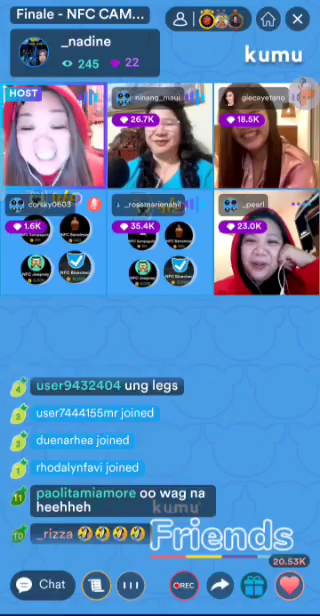 Finale - NFC CAM...
_nadine
245
22
kumu
HOST
ninang_maui
26.7K
giecayetano
18.5K
1.6K
35.4K
_pearl
23.0K
user9432404 ung legs
user7444155mr joined
duenarhea joined
rhodalynfavi joined
paolitamiamore oo wag na
heehheh
_rizza 🤣🤣🤣🤣
kumu
Friends
20.53K
Chat
REC